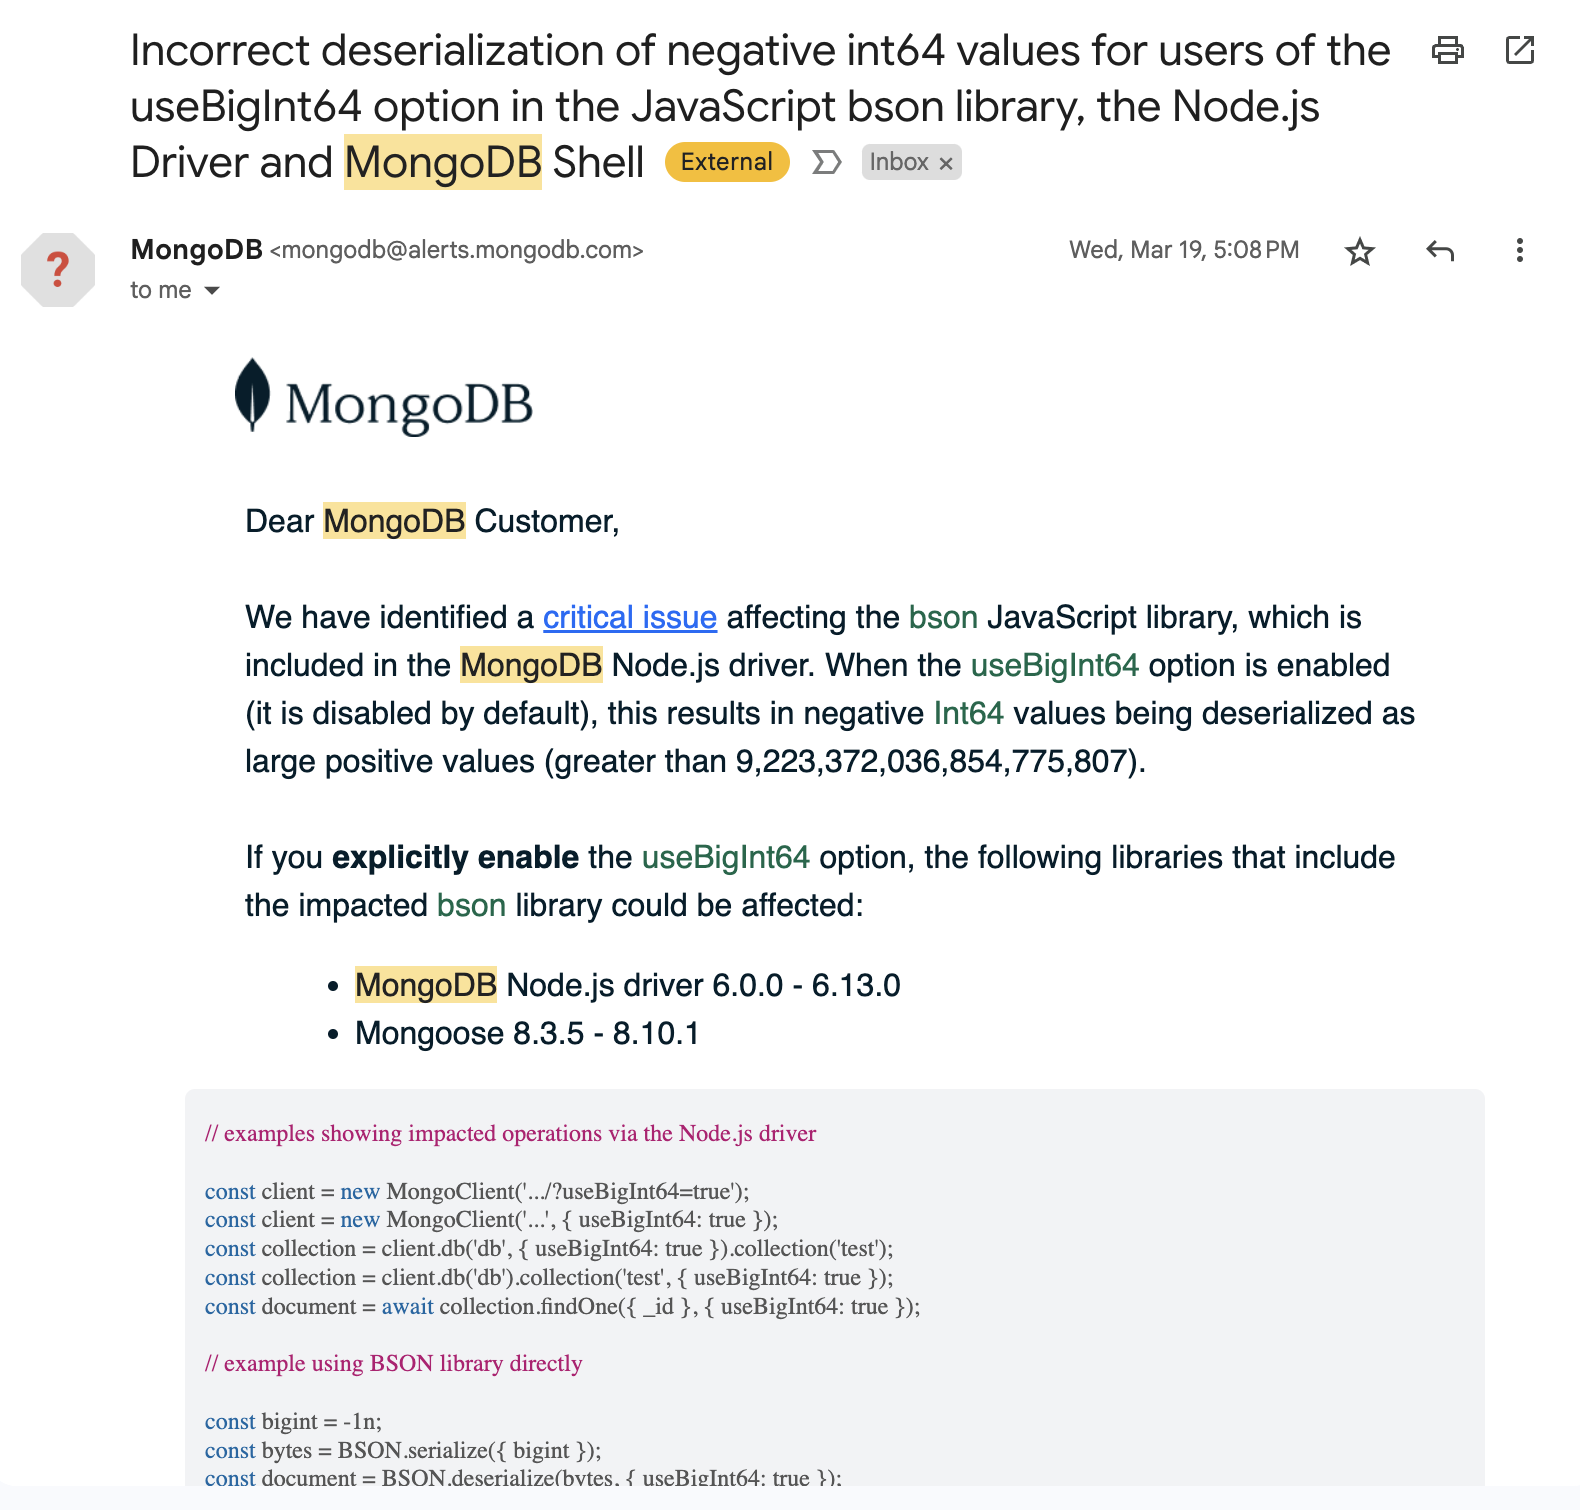 Incorrect deserialization of negative int64 values for users of the
useBigInt64 option in the JavaScript bson library, the Node.js
Driver and MongoDB Shell External Inbox ×
MongoDB <mongodb@alerts.mongodb.com> Wed, Mar 19, 5:08 PM
to me
?
MongoDB
Dear MongoDB Customer,
We have identified a critical issue affecting the bson JavaScript library, which is
included in the MongoDB Node.js driver. When the useBigInt64 option is enabled
(it is disabled by default), this results in negative Int64 values being deserialized as
large positive values (greater than 9,223,372,036,854,775,807).
If you explicitly enable the useBigInt64 option, the following libraries that include
the impacted bson library could be affected:
• MongoDB Node.js driver 6.0.0 - 6.13.0
• Mongoose 8.3.5 - 8.10.1
// examples showing impacted operations via the Node.js driver
const client = new MongoClient('.../?useBigInt64=true');
const client = new MongoClient('...', { useBigInt64: true });
const collection = client.db('db', { useBigInt64: true }).collection('test');
const collection = client.db('db').collection('test', { useBigInt64: true });
const document = await collection.findOne({ _id }, { useBigInt64: true });
// example using BSON library directly
const bigint = -1n;
const bytes = BSON.serialize({ bigint });
const document = BSON.deserialize(bytes, { useBigInt64: true });